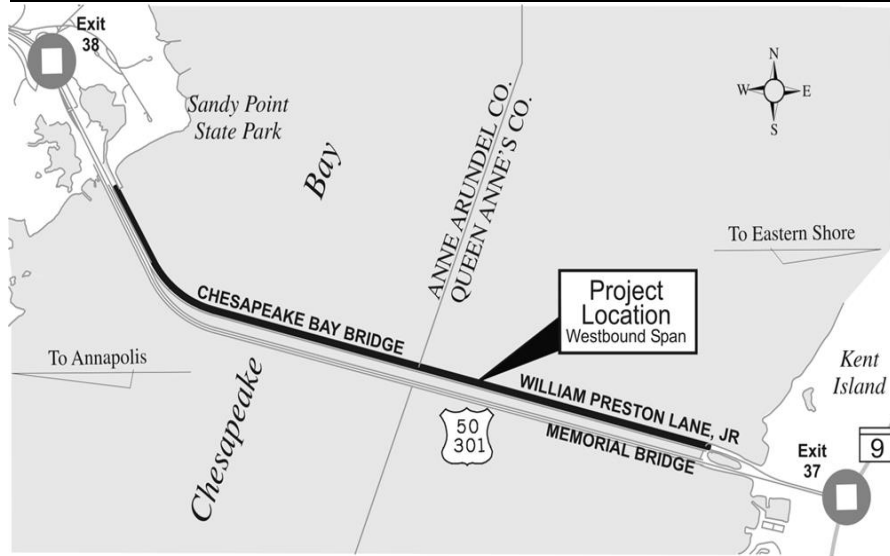 Exit
38
Sandy Point
State Park
N
W
E
S
Bay
ANNE ARUNDEL CO.
QUEEN ANNE'S CO.
To Eastern Shore
Project
Location
Westbound Span
CHESAPEAKE BAY BRIDGE
To Annapolis
Kent
Island
WILLIAM PRESTON LANE, JR
MEMORIAL BRIDGE
50
301
Chesapeake
Exit
37
9